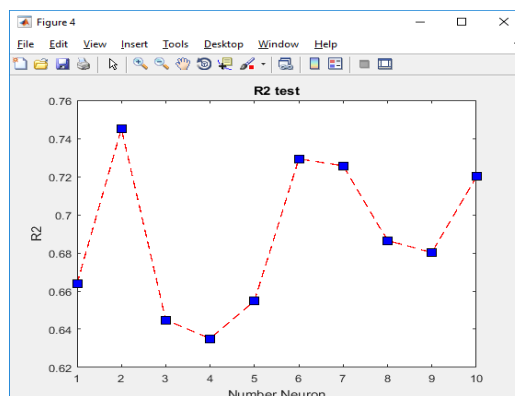 Figure 4
File Edit View Insert Tools Desktop Window Help
R2 test
0.76
0.74
0.72
0.7
0.68
0.66
0.64
0.62
R2
1 2 3 4 5 6 7 8 9 10
Number Neuron